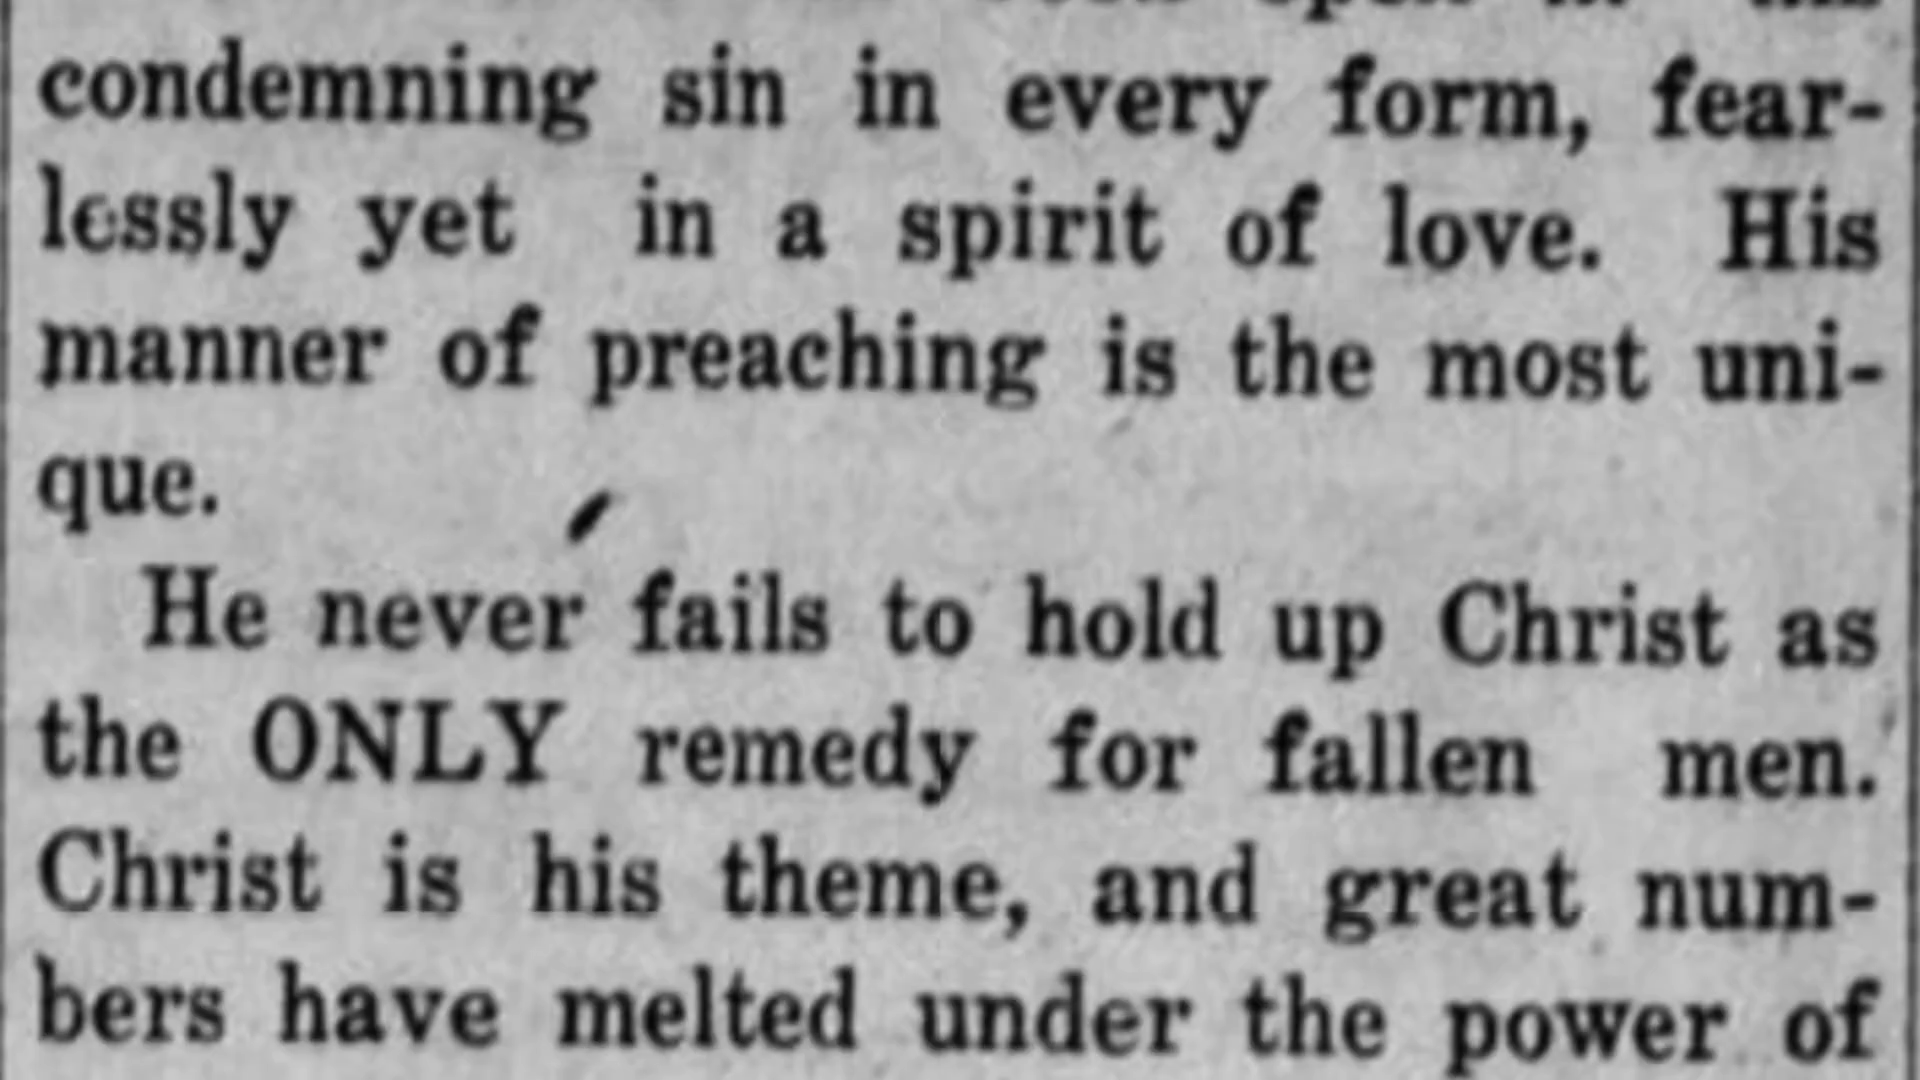 condemning sin in every form, fear-
lessly yet in a spirit of love. His
manner of preaching is the most uni-
que.
He never fails to hold up Christ as
the ONLY remedy for fallen men.
Christ is his theme, and great num-
bers have melted under the power of